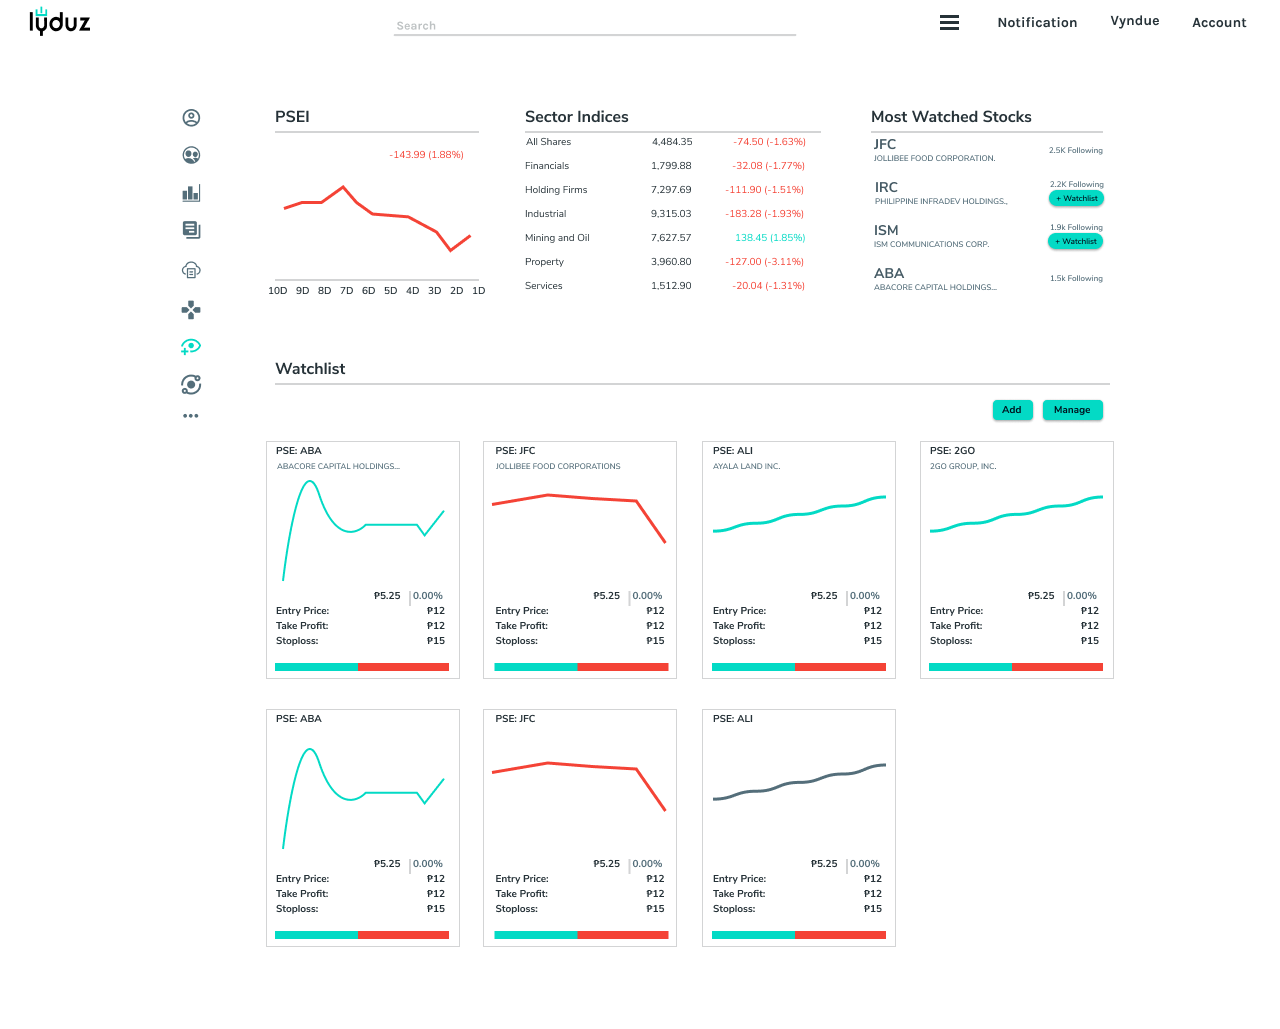 lyduz
Search
Notification
Vyndue
Account
PSEI
-143.99 (1.88%)
10D 9D 8D 7D 6D 5D 4D 3D 2D 1D
Sector Indices
All Shares 4,484.35 -74.50 (-1.63%)
Financials 1,799.88 -32.08 (-1.77%)
Holding Firms 7,297.69 -111.90 (-1.51%)
Industrial 9,315.03 -183.28 (-1.93%)
Mining and Oil 7,627.57 138.45 (1.85%)
Property 3,960.80 -127.00 (-3.11%)
Services 1,512.90 -20.04 (-1.31%)
Most Watched Stocks
JFC
JOLLIBEE FOOD CORPORATION.
2.5K Following
IRC
PHILIPPINE INFRADEV HOLDINGS.,
2.2K Following
+ Watchlist
ISM
ISM COMMUNICATIONS CORP.
1.9k Following
+ Watchlist
ABA
ABACORE CAPITAL HOLDINGS...
1.5k Following
Watchlist
Add
Manage
PSE: ABA
ABACORE CAPITAL HOLDINGS...
₱5.25 0.00%
Entry Price: ₱12
Take Profit: ₱12
Stoploss: ₱15
PSE: JFC
JOLLIBEE FOOD CORPORATIONS
₱5.25 0.00%
Entry Price: ₱12
Take Profit: ₱12
Stoploss: ₱15
PSE: ALI
AYALA LAND INC.
₱5.25 0.00%
Entry Price: ₱12
Take Profit: ₱12
Stoploss: ₱15
PSE: 2GO
2GO GROUP, INC.
₱5.25 0.00%
Entry Price: ₱12
Take Profit: ₱12
Stoploss: ₱15
PSE: ABA
₱5.25 0.00%
Entry Price: ₱12
Take Profit: ₱12
Stoploss: ₱15
PSE: JFC
₱5.25 0.00%
Entry Price: ₱12
Take Profit: ₱12
Stoploss: ₱15
PSE: ALI
₱5.25 0.00%
Entry Price: ₱12
Take Profit: ₱12
Stoploss: ₱15